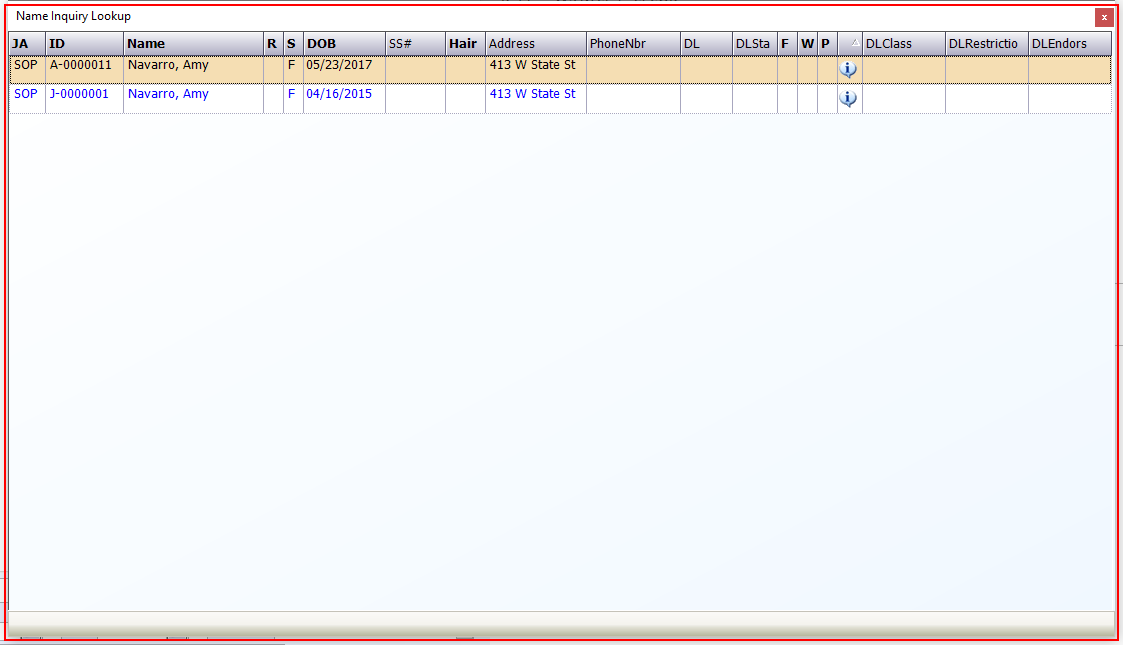 Name Inquiry Lookup
x
JA ID Name R S DOB SS# Hair Address PhoneNbr DL DLSta F W P DLClass DLRestrictio DLEndors
SOP A-0000011 Navarro, Amy F 05/23/2017 413 W State St i
SOP J-0000001 Navarro, Amy F 04/16/2015 413 W State St i